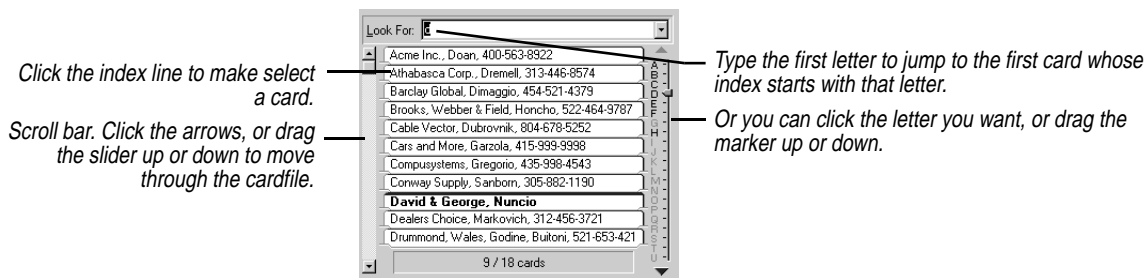 Look For: d
Click the index line to make select
a card.
Scroll bar. Click the arrows, or drag
the slider up or down to move
through the cardfile.
Acme Inc., Doan, 400-563-8922
Athabasca Corp., Dremell, 313-446-8574
Barclay Global, Dimaggio, 454-521-4379
Brooks, Webber & Field, Honcho, 522-464-9787
Cable Vector, Dubrovnik, 804-678-5252
Cars and More, Garzola, 415-999-9998
Compusystems, Gregorio, 435-998-4543
Conway Supply, Sanborn, 305-882-1190
David & George, Nuncio
Dealers Choice, Markovich, 312-456-3721
Drummond, Wales, Godine, Buitoni, 521-653-421
9 / 18 cards
A
B
C
D
E
F
G
H
I
J
K
L
M
N
O
P
Q
R
S
T
U
Type the first letter to jump to the first card whose
index starts with that letter.
Or you can click the letter you want, or drag the
marker up or down.